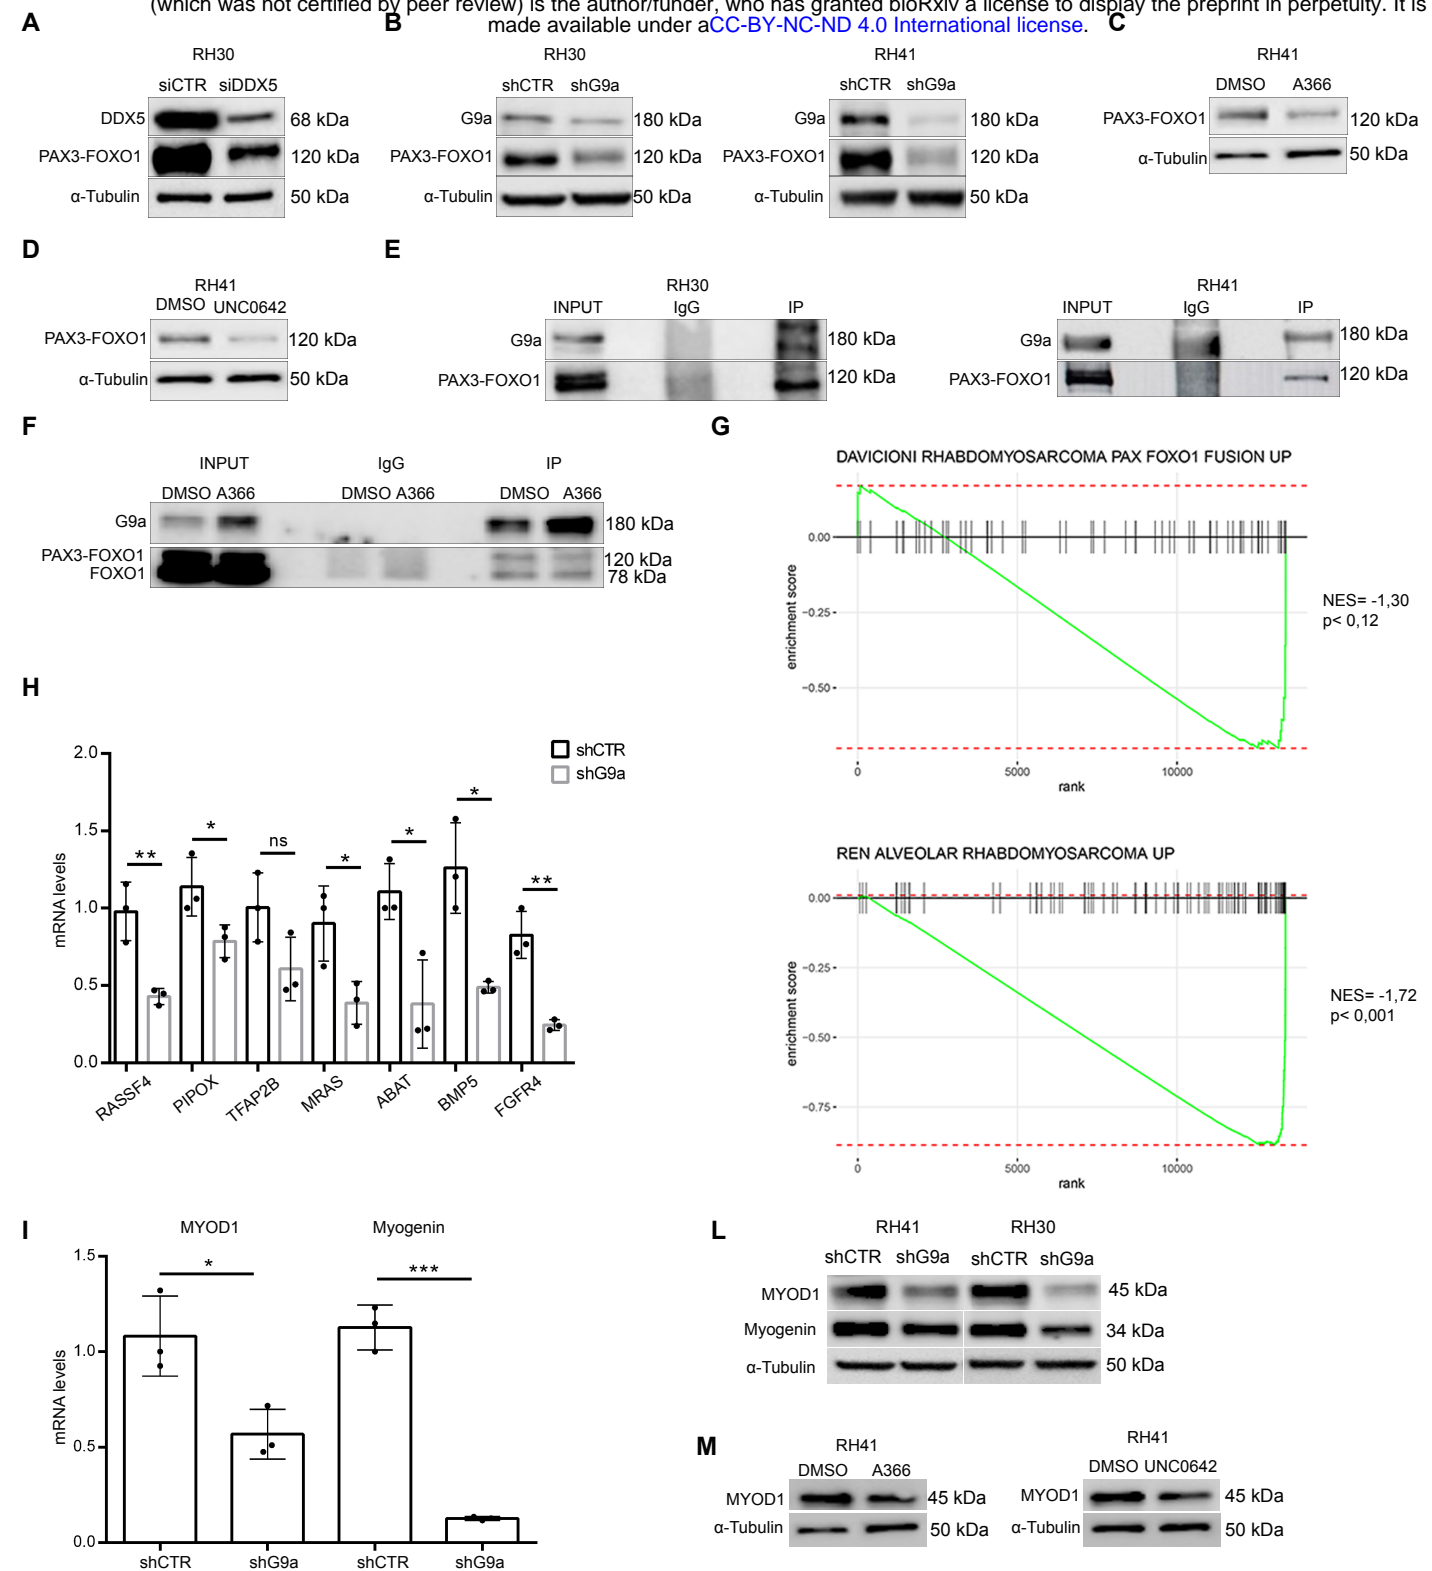 (which was not certified by peer review) is the author/funder, who has granted bioRxiv a license to display the preprint in perpetuity. It is
made available under aCC-BY-NC-ND 4.0 International license.
A
RH30
siCTR siDDX5
DDX5 68 kDa
PAX3-FOXO1 120 kDa
α-Tubulin 50 kDa
B
RH30
shCTR shG9a
G9a 180 kDa
PAX3-FOXO1 120 kDa
α-Tubulin 50 kDa
RH41
shCTR shG9a
G9a 180 kDa
PAX3-FOXO1 120 kDa
α-Tubulin 50 kDa
C
RH41
DMSO A366
PAX3-FOXO1 120 kDa
α-Tubulin 50 kDa
D
RH41
DMSO UNC0642
PAX3-FOXO1 120 kDa
α-Tubulin 50 kDa
E
RH30
INPUT IgG IP
G9a 180 kDa
PAX3-FOXO1 120 kDa
RH41
INPUT IgG IP
G9a 180 kDa
PAX3-FOXO1 120 kDa
F
INPUT IgG IP
DMSO A366 DMSO A366 DMSO A366
G9a 180 kDa
PAX3-FOXO1 120 kDa
FOXO1 78 kDa
G
DAVICIONI RHABDOMYOSARCOMA PAX FOXO1 FUSION UP
0.00
−0.25
−0.50
enrichment score
0 5000 10000
rank
NES= -1,30
p< 0,12
REN ALVEOLAR RHABDOMYOSARCOMA UP
0.00
−0.25
−0.50
−0.75
enrichment score
0 5000 10000
rank
NES= -1,72
p< 0,001
H
shCTR
shG9a
2.0
1.5
1.0
0.5
0.0
mRNA levels
** * ns * * * **
RASSF4 PIPOX TFAP2B MRAS ABAT BMP5 FGFR4
I
MYOD1 Myogenin
1.5
1.0
0.5
0.0
mRNA levels
* ***
shCTR shG9a shCTR shG9a
L
RH41 RH30
shCTR shG9a shCTR shG9a
MYOD1 45 kDa
Myogenin 34 kDa
α-Tubulin 50 kDa
M
RH41
DMSO A366
MYOD1 45 kDa
α-Tubulin 50 kDa
RH41
DMSO UNC0642
MYOD1 45 kDa
α-Tubulin 50 kDa